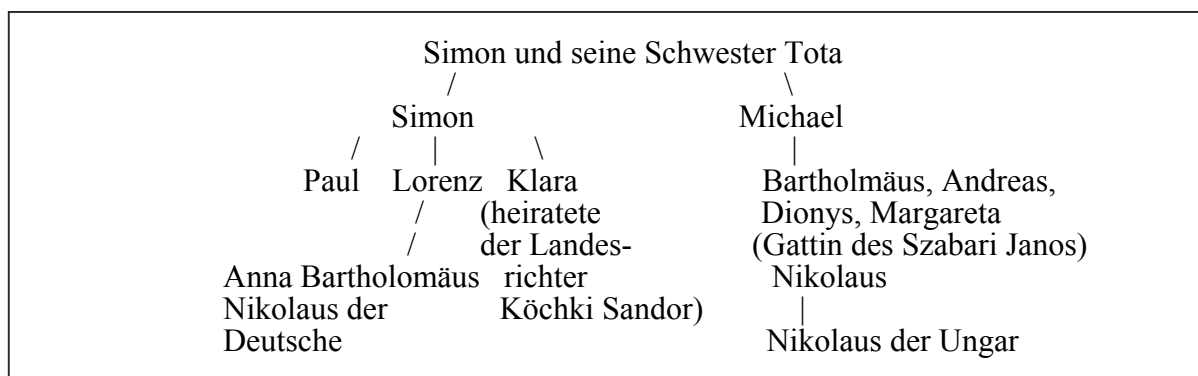 Simon und seine Schwester Tota
/ \
Simon Michael
/ | \ |
Paul Lorenz Klara Bartholmäus, Andreas,
/ (heiratete Dionys, Margareta
/ der Landes- (Gattin des Szabari Janos)
Anna Bartholomäus richter Nikolaus
Nikolaus der Köchki Sandor) |
Deutsche Nikolaus der Ungar